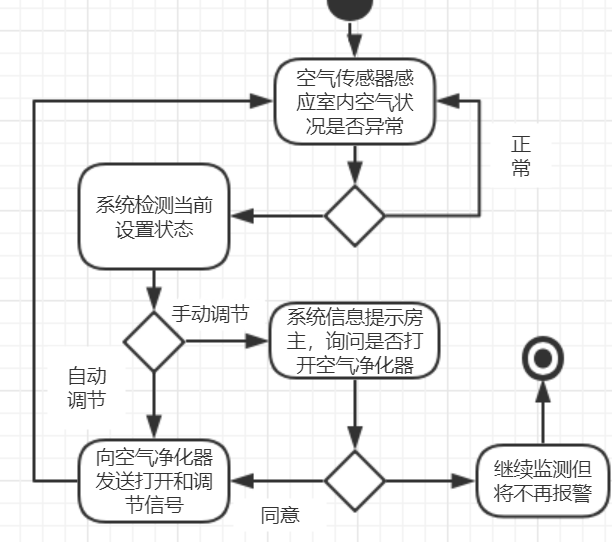 空气传感器感
应室内空气状
况是否异常
正
常
系统检测当前
设置状态
手动调节
系统信息提示房
主，询问是否打
开空气净化器
自动
调节
向空气净化器
发送打开和调
节信号
同意
继续监测但
将不再报警